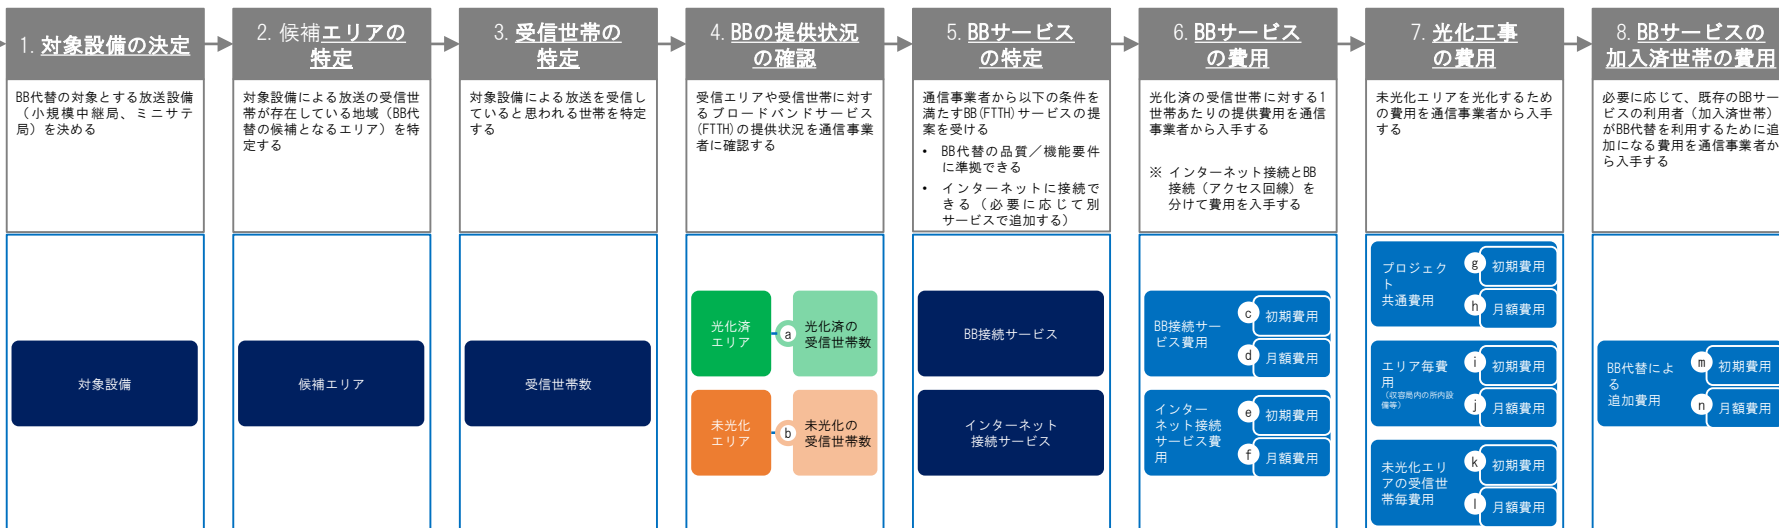 1. 対象設備の決定
BB代替の対象とする放送設備
（小規模中継局、ミニサテ
局）を決める
対象設備
2. 候補エリアの
特定
対象設備による放送の受信世
帯が存在している地域（BB代
替の候補となるエリア）を特
定する
候補エリア
3. 受信世帯の
特定
対象設備による放送を受信し
ていると思われる世帯を特定
する
受信世帯数
4. BBの提供状況
の確認
受信エリアや受信世帯に対す
るブロードバンドサービス
(FTTH)の提供状況を通信事業
者に確認する
光化済
エリア
a
光化済の
受信世帯数
未光化
エリア
b
未光化の
受信世帯数
5. BBサービス
の特定
通信事業者から以下の条件を
満たすBB(FTTH)サービスの提
案を受ける
• BB代替の品質／機能要件
に準拠できる
• インターネットに接続で
きる（必要に応じて別
サービスで追加する）
BB接続サービス
インターネット
接続サービス
6. BBサービス
の費用
光化済の受信世帯に対する1
世帯あたりの提供費用を通信
事業者から入手する
※ インターネット接続とBB
接続（アクセス回線）を
分けて費用を入手する
BB接続サー
ビス費用
c 初期費用
d 月額費用
インター
ネット接続
サービス費
用
e 初期費用
f 月額費用
7. 光化工事
の費用
未光化エリアを光化するため
の費用を通信事業者から入手
する
プロジェク
ト
共通費用
g 初期費用
h 月額費用
エリア毎費
用
（収容局内の所内設
備等）
i 初期費用
j 月額費用
未光化エリ
アの受信世
帯毎費用
k 初期費用
l 月額費用
8. BBサービスの
加入済世帯の費用
必要に応じて、既存のBBサー
ビスの利用者（加入済世帯）
がBB代替を利用するために追
加になる費用を通信事業者か
ら入手する
BB代替によ
る
追加費用
m 初期費用
n 月額費用